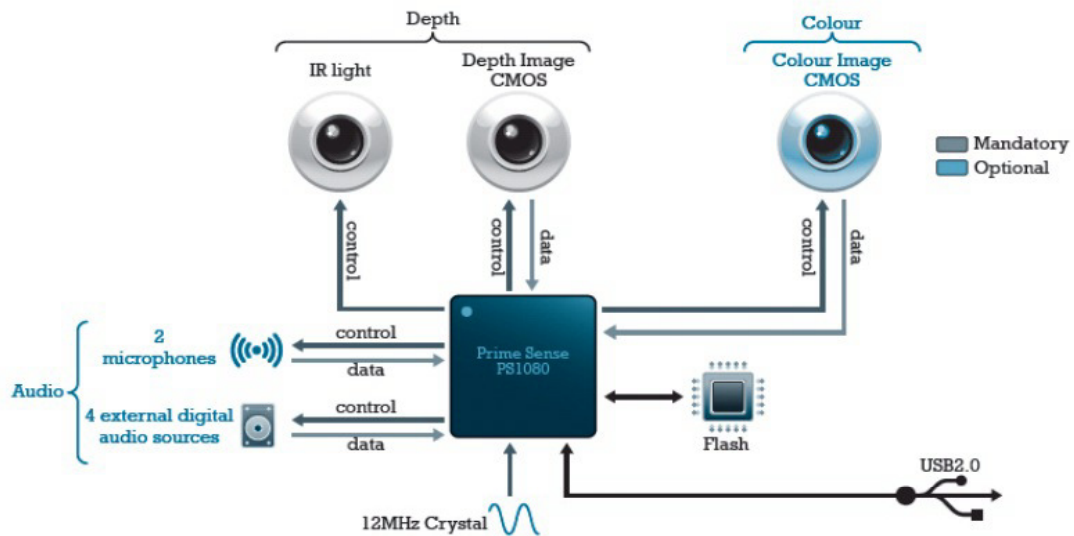 Depth
Colour
IR light
Depth Image
CMOS
Colour Image
CMOS
Mandatory
Optional
control
control
data
control
data
2
microphones
control
data
Prime Sense
PS1080
Audio
4 external digital
audio sources
control
data
Flash
USB2.0
12MHz Crystal